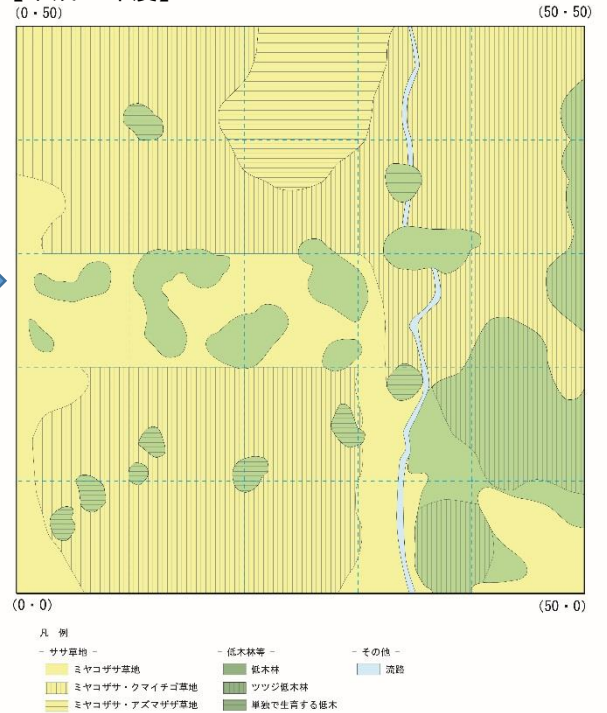 (0・50)
(50・50)
(0・0)
(50・0)
凡 例
- ササ草地 -
- 低木林等 -
- その他 -
ミヤコザサ草地
低木林
流路
ミヤコザサ・クマイチゴ草地
ツツジ低木林
ミヤコザサ・アズマザサ草地
単独で生育する低木